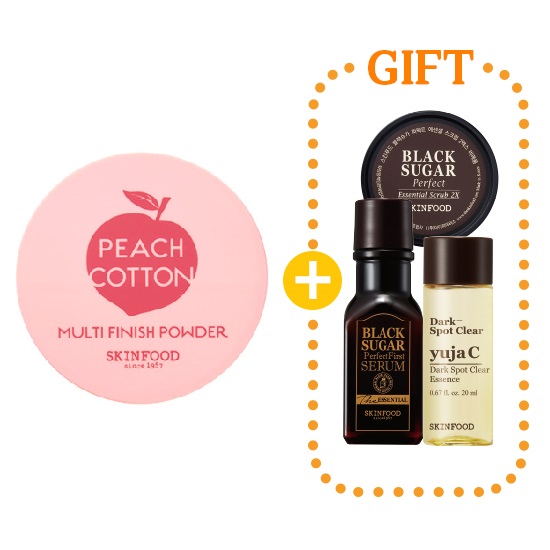 GIFT
PEACH
COTTON
MULTI FINISH POWDER
SKINFOOD
since 1957
BLACK
SUGAR
Perfect
Essential Scrub 2X
SKINFOOD
BLACK
SUGAR
PerfectFirst
SERUM
The ESSENTIAL
SKINFOOD
Dark-
Spot Clear
yuja C
Dark Spot Clear
Essence
0.67 fl. oz. 20 ml
SKINFOOD